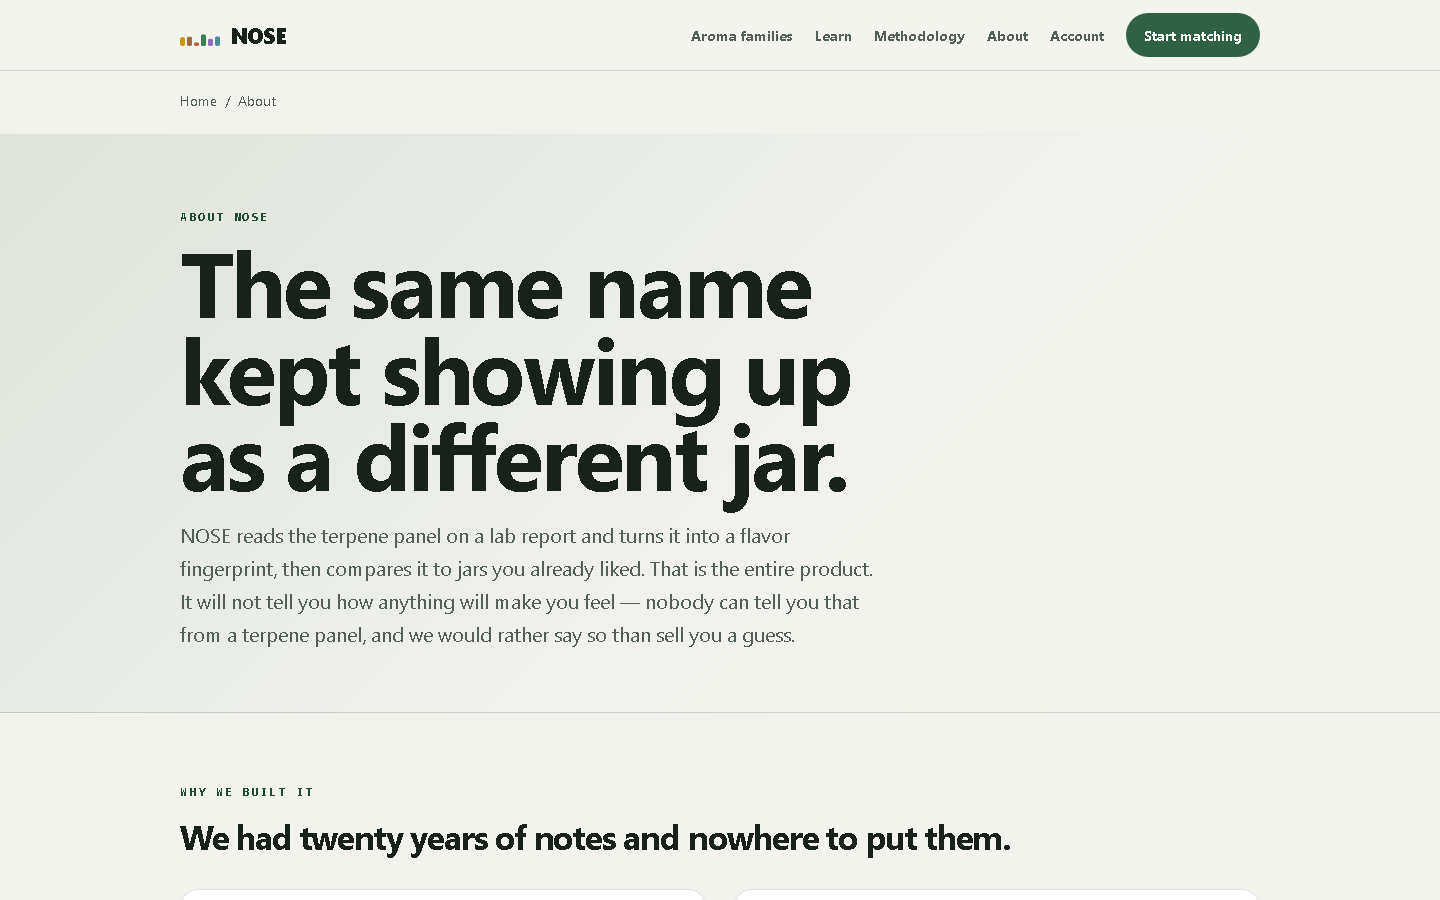 NOSE
Aroma families
Learn
Methodology
About
Account
Start matching
Home / About
ABOUT NOSE
The same name
kept showing up
as a different jar.
NOSE reads the terpene panel on a lab report and turns it into a flavor
fingerprint, then compares it to jars you already liked. That is the entire product.
It will not tell you how anything will make you feel — nobody can tell you that
from a terpene panel, and we would rather say so than sell you a guess.
WHY WE BUILT IT
We had twenty years of notes and nowhere to put them.